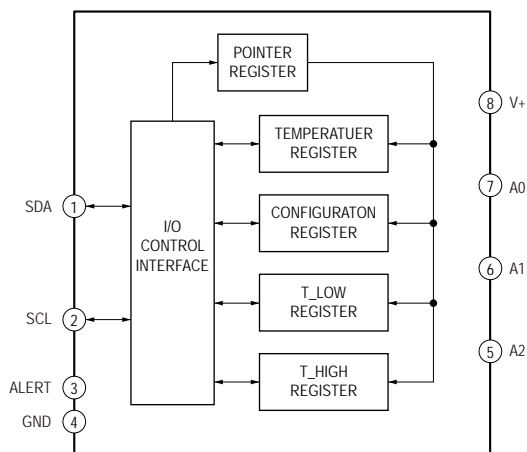 POINTER
REGISTER
8 V+
TEMPERATUER
REGISTER
7 A0
SDA 1
I/O
CONTROL
INTERFACE
CONFIGURATON
REGISTER
6 A1
T_LOW
REGISTER
SCL 2
5 A2
T_HIGH
REGISTER
ALERT 3
GND 4